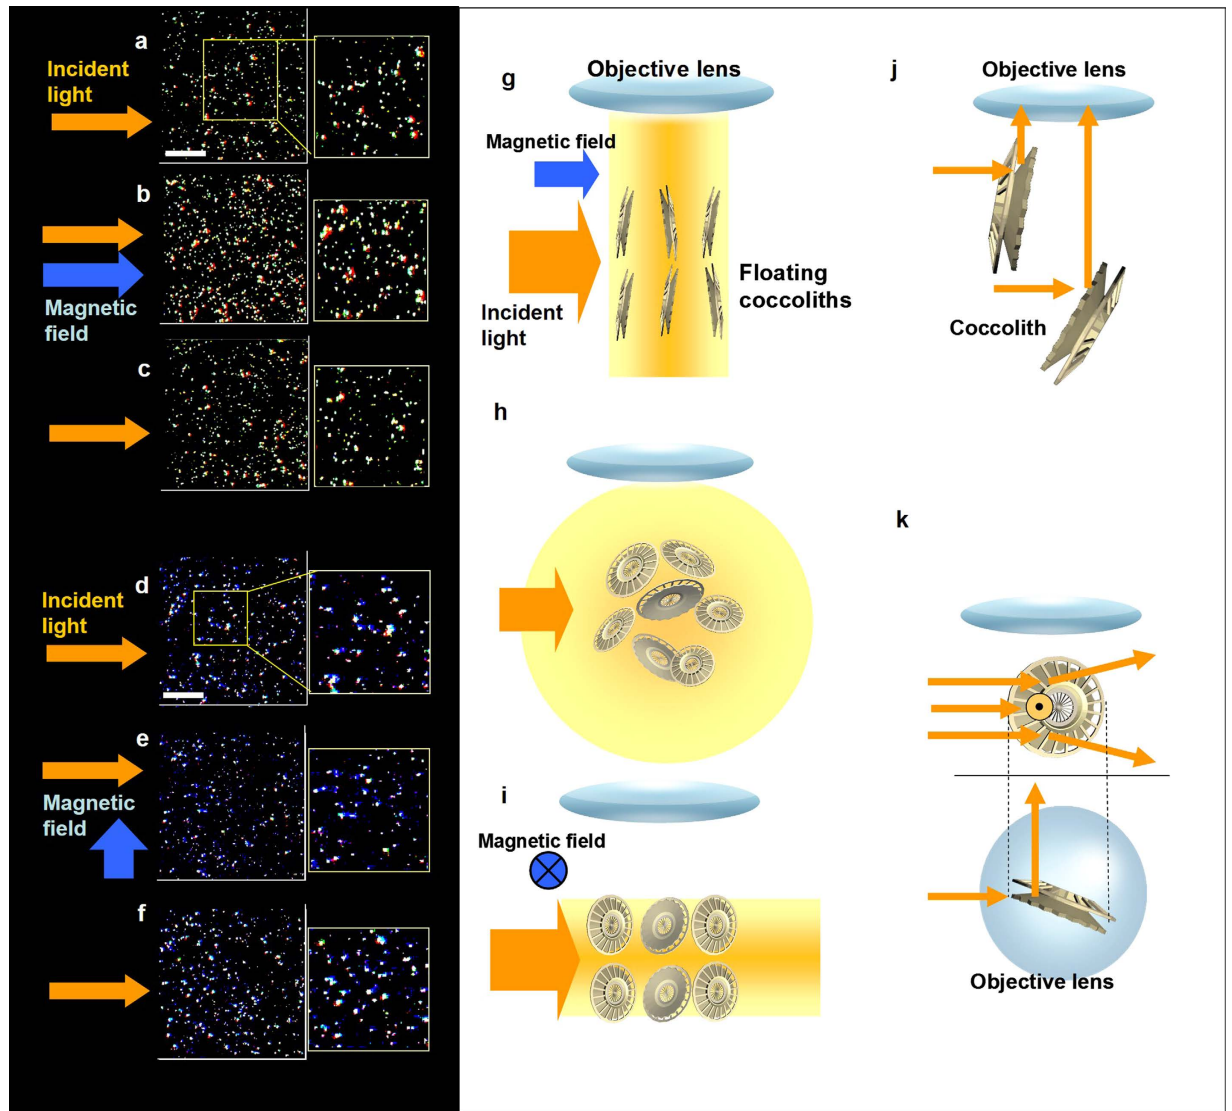 a
Incident
light
b
Magnetic
field
c
d
Incident
light
e
Magnetic
field
f
g
Objective lens
Magnetic field
Floating
coccoliths
Incident
light
h
i
Magnetic field
j
Objective lens
Coccolith
k
Objective lens